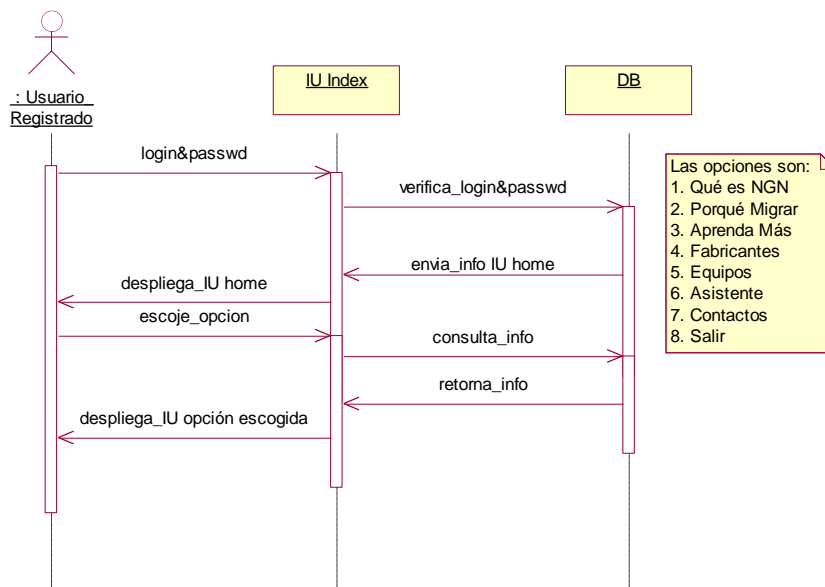 : Usuario
Registrado
IU Index
DB
login&passwd
verifica_login&passwd
envia_info IU home
despliega_IU home
escoje_opcion
consulta_info
retorna_info
despliega_IU opción escogida
Las opciones son:
1. Qué es NGN
2. Porqué Migrar
3. Aprenda Más
4. Fabricantes
5. Equipos
6. Asistente
7. Contactos
8. Salir